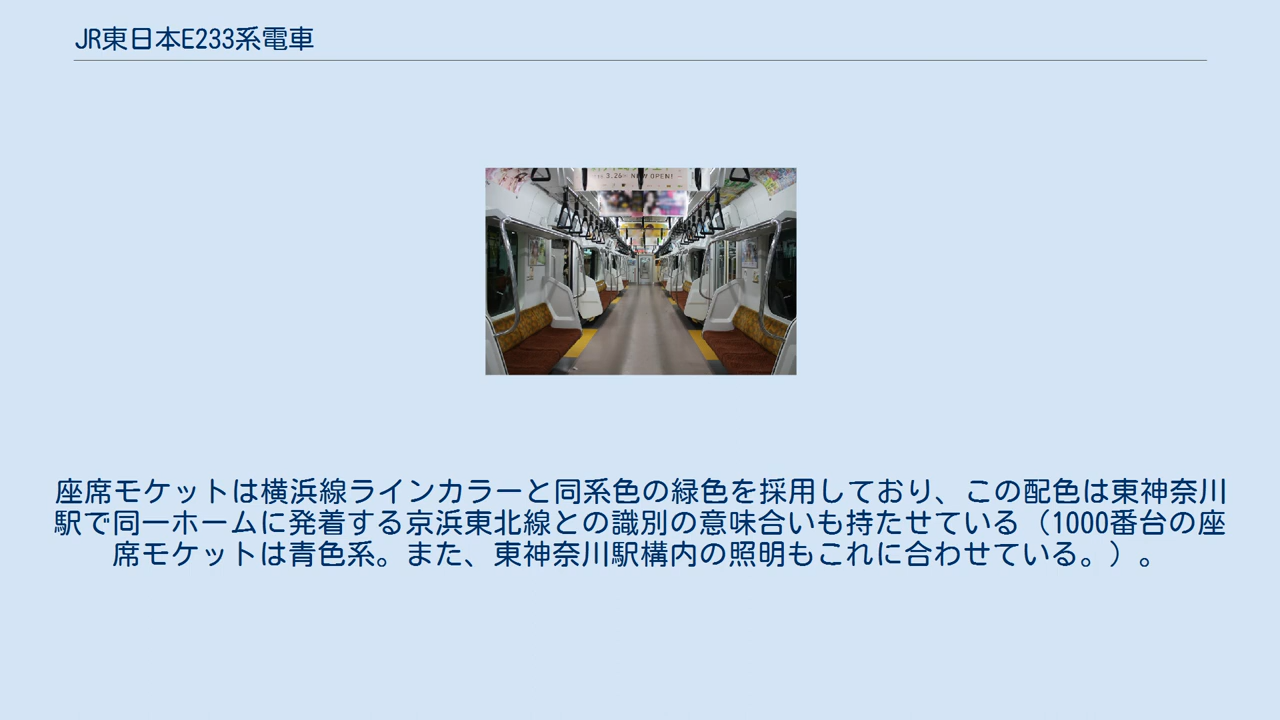 JR東日本E233系電車
3.26 NOW OPEN!
座席モケットは横浜線ラインカラーと同系色の緑色を採用しており、この配色は東神奈川
駅で同一ホームに発着する京浜東北線との識別の意味合いも持たせている（1000番台の座
席モケットは青色系。また、東神奈川駅構内の照明もこれに合わせている。）。